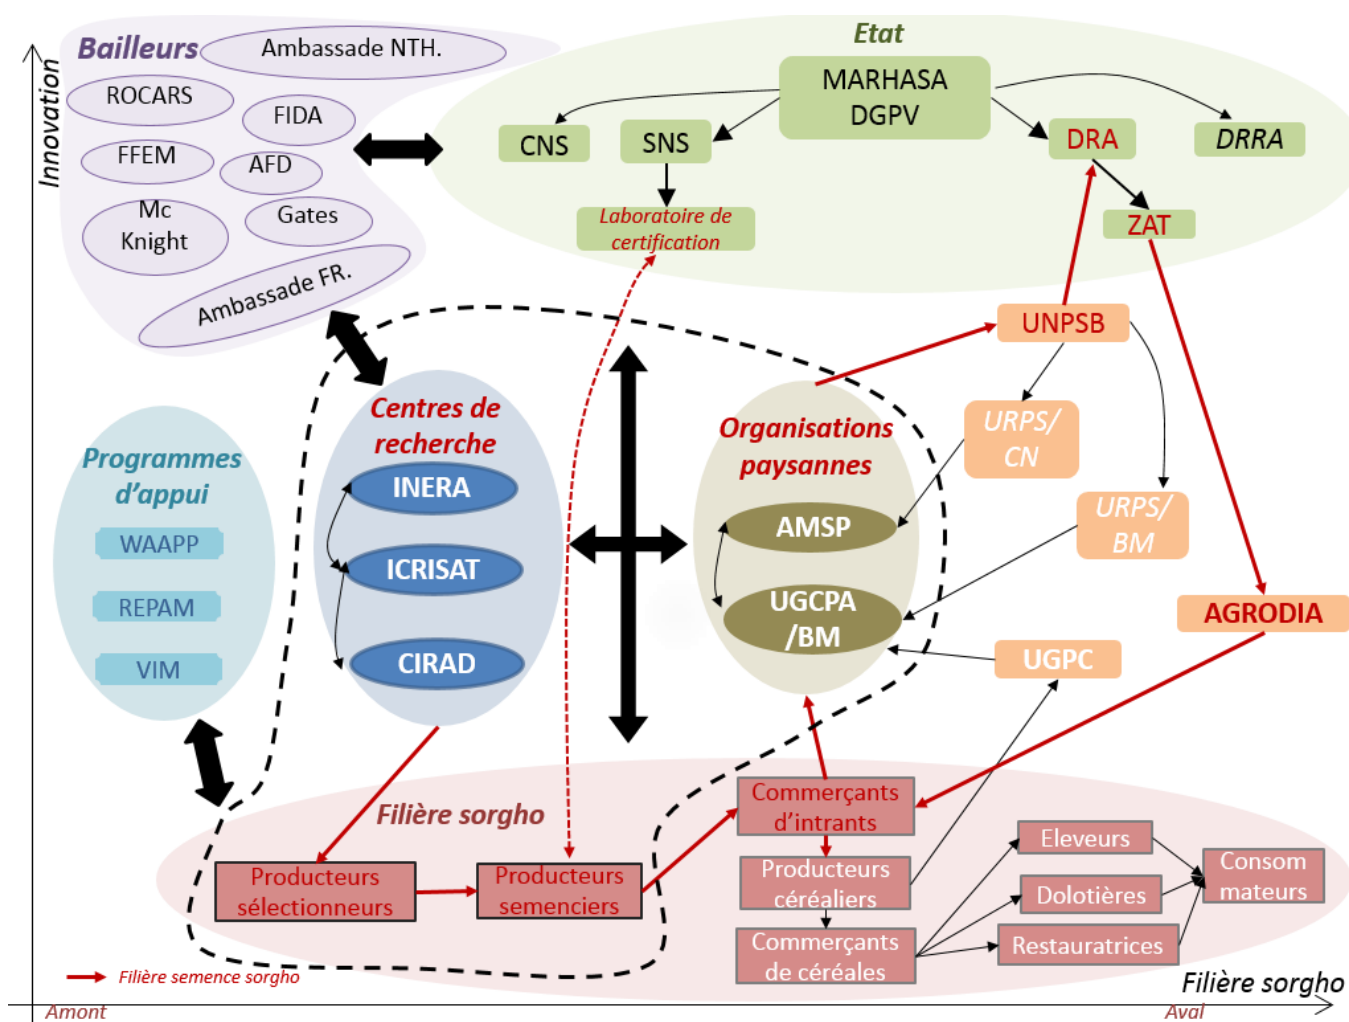 Innovation
Bailleurs
Ambassade NTH.
ROCARS
FIDA
FFEM
AFD
Mc
Knight
Gates
Ambassade FR.
Etat
MARHASA
DGPV
CNS
SNS
DRA
DRRA
Laboratoire de
certification
ZAT
UNPSB
URPS/
CN
URPS/
BM
AGRODIA
UGPC
Programmes
d’appui
WAAPP
REPAM
VIM
Centres de
recherche
INERA
ICRISAT
CIRAD
Organisations
paysannes
AMSP
UGCPA
/BM
Filière sorgho
Producteurs
sélectionneurs
Producteurs
semenciers
Commerçants
d’intrants
Producteurs
céréaliers
Commerçants
de céréales
Eleveurs
Dolotières
Restauratrices
Consom
mateurs
Filière semence sorgho
Filière sorgho
Amont
Aval